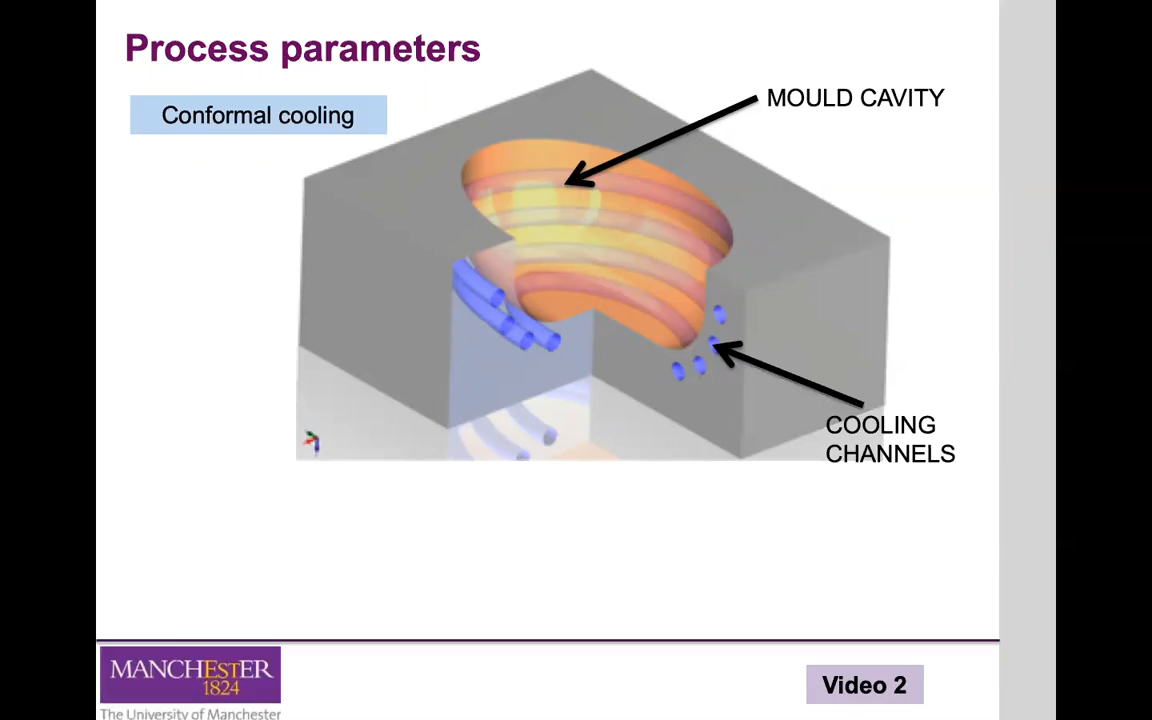 Process parameters
Conformal cooling
MOULD CAVITY
COOLING
CHANNELS
MANCHESTER
1824
The University of Manchester
Video 2